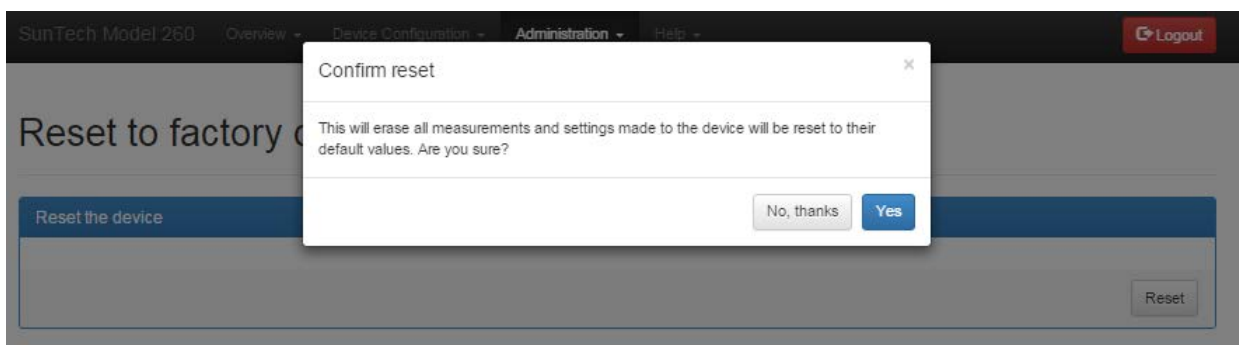 SunTech Model 260 Overview Device Configuration Administration Help Logout
Confirm reset ×
Reset to factory
This will erase all measurements and settings made to the device will be reset to their
default values. Are you sure?
No, thanks Yes
Reset the device
Reset